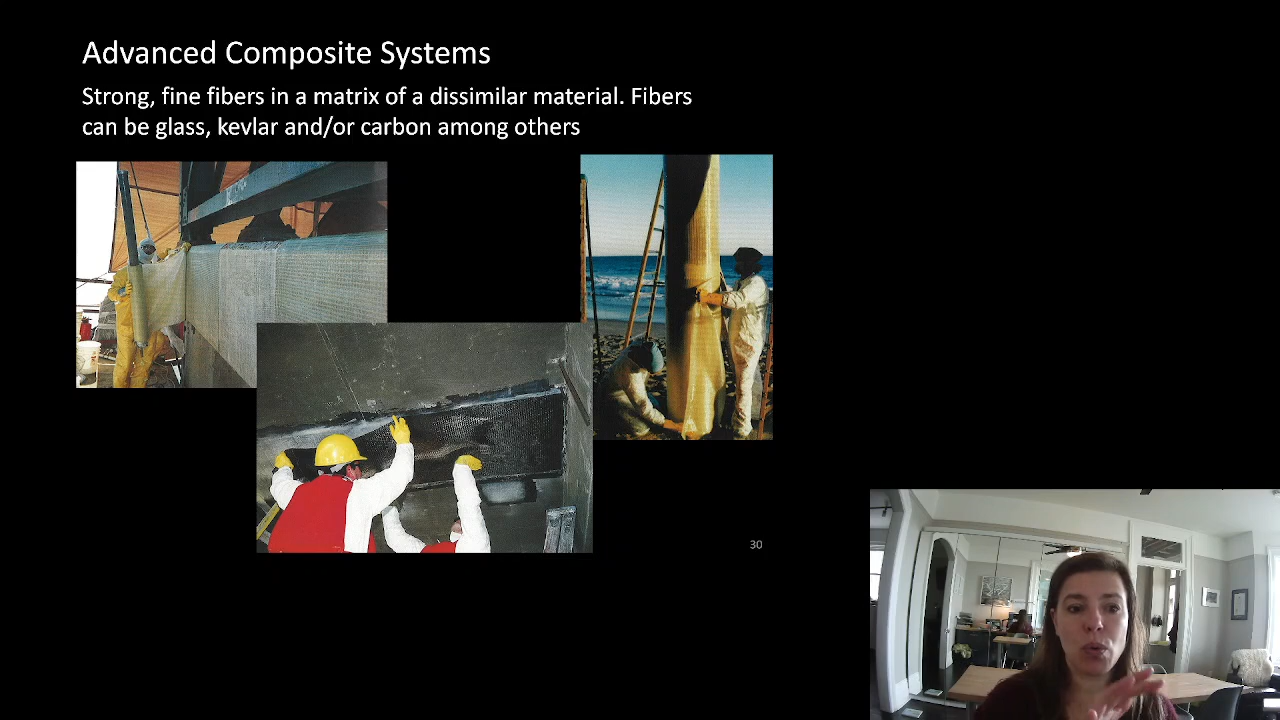 Advanced Composite Systems
Strong, fine fibers in a matrix of a dissimilar material. Fibers
can be glass, kevlar and/or carbon among others
30